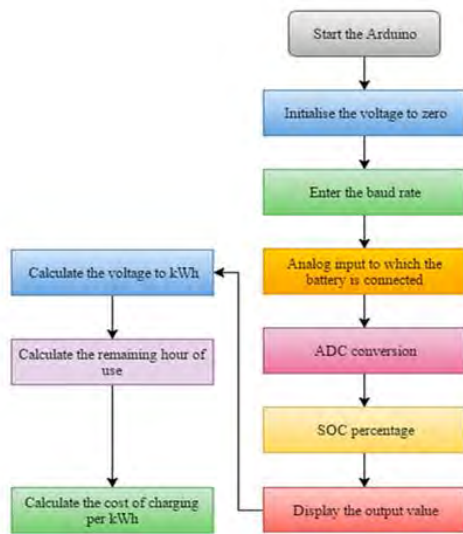 Start the Arduino
Initialise the voltage to zero
Enter the baud rate
Analog input to which the
battery is connected
ADC conversion
SOC percentage
Display the output value
Calculate the voltage to kWh
Calculate the remaining hour of
use
Calculate the cost of charging
per kWh